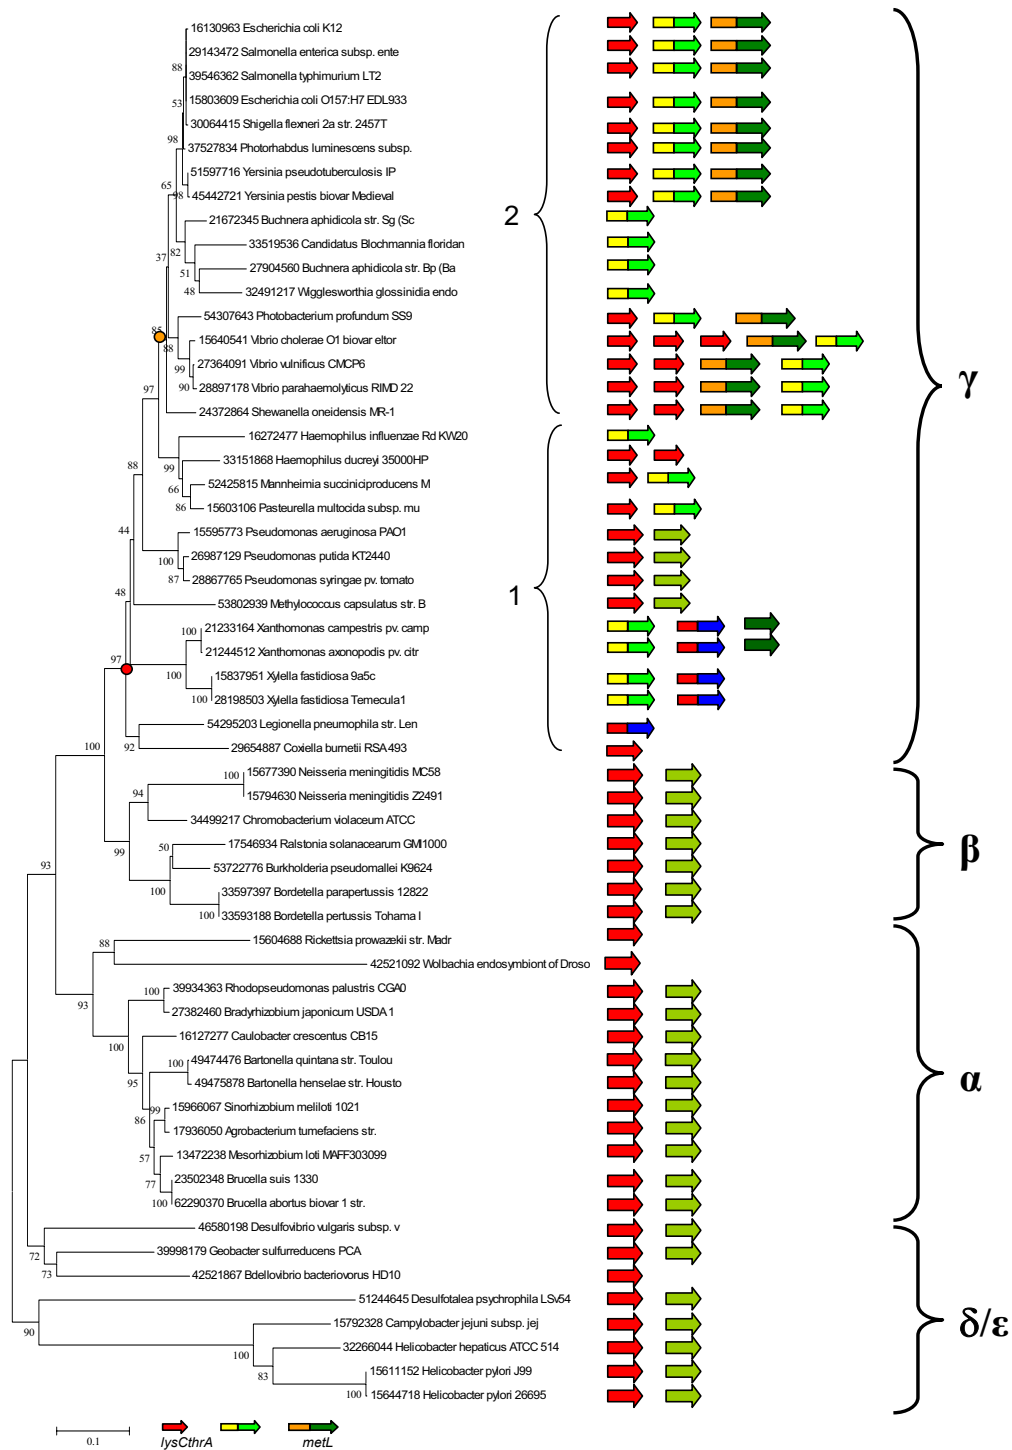 16130963 Escherichia coli K12
29143472 Salmonella enterica subsp. ente
88
39546362 Salmonella typhimurium LT2
53
15803609 Escherichia coli O157:H7 EDL933
30064415 Shigella flexneri 2a str. 2457T
98
37527834 Photorhabdus luminescens subsp.
51597716 Yersinia pseudotuberculosis IP
65
98
45442721 Yersinia pestis biovar Medieval
2
21672345 Buchnera aphidicola str. Sg (Sc
33519536 Candidatus Blochmannia floridan
82
37
27904560 Buchnera aphidicola str. Bp (Ba
51
48
32491217 Wigglesworthia glossinidia endo
54307643 Photobacterium profundum SS9
85
15640541 Vibrio cholerae O1 biovar eltor
88
27364091 Vibrio vulnificus CMCP6
99
γ
97
90
28897178 Vibrio parahaemolyticus RIMD 22
24372864 Shewanella oneidensis MR-1
16272477 Haemophilus influenzae Rd KW20
33151868 Haemophilus ducreyi 35000HP
88
99
52425815 Mannheimia succiniciproducens M
66
86
15603106 Pasteurella multocida subsp. mu
44
15595773 Pseudomonas aeruginosa PAO1
100
26987129 Pseudomonas putida KT2440
87
28867765 Pseudomonas syringae pv. tomato
1
48
53802939 Methylococcus capsulatus str. B
100
21233164 Xanthomonas campestris pv. camp
21244512 Xanthomonas axonopodis pv. citr
97
100
15837951 Xylella fastidiosa 9a5c
100
28198503 Xylella fastidiosa Temecula1
54295203 Legionella pneumophila str. Len
100
92
29654887 Coxiella burnetii RSA 493
100
15677390 Neisseria meningitidis MC58
94
15794630 Neisseria meningitidis Z2491
34499217 Chromobacterium violaceum ATCC
99
50
17546934 Ralstonia solanacearum GMI1000
β
93
53722776 Burkholderia pseudomallei K9624
100
33597397 Bordetella parapertussis 12822
100
33593188 Bordetella pertussis Tohama I
88
15604688 Rickettsia prowazekii str. Madr
42521092 Wolbachia endosymbiont of Droso
93
100
39934363 Rhodopseudomonas palustris CGA0
27382460 Bradyrhizobium japonicum USDA 1
100
16127277 Caulobacter crescentus CB15
100
49474476 Bartonella quintana str. Toulou
95
49475878 Bartonella henselae str. Housto
α
99
15966067 Sinorhizobium meliloti 1021
86
17936050 Agrobacterium tumefaciens str.
57
13472238 Mesorhizobium loti MAFF303099
77
23502348 Brucella suis 1330
100
62290370 Brucella abortus biovar 1 str.
46580198 Desulfovibrio vulgaris subsp. v
72
39998179 Geobacter sulfurreducens PCA
73
42521867 Bdellovibrio bacteriovorus HD10
51244645 Desulfotalea psychrophila LSv54
90
15792328 Campylobacter jejuni subsp. jej
δ/ε
100
32266044 Helicobacter hepaticus ATCC 514
83
15611152 Helicobacter pylori J99
100
15644718 Helicobacter pylori 26695
0.1
lysCthrA
metL